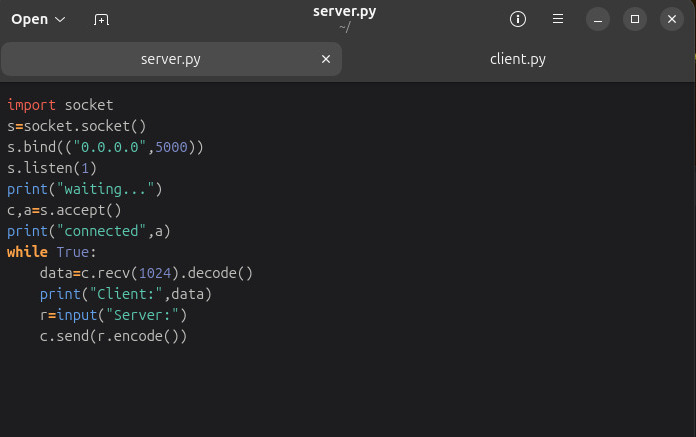 Open
server.py
~/
server.py
client.py
import socket
s=socket.socket()
s.bind(("0.0.0.0",5000))
s.listen(1)
print("waiting...")
c,a=s.accept()
print("connected",a)
while True:
    data=c.recv(1024).decode()
    print("Client:",data)
    r=input("Server:")
    c.send(r.encode())